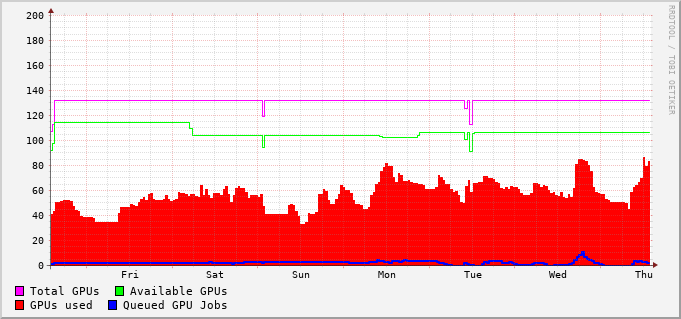 RRDTOOL / TOBI OETIKER
200
180
160
140
120
100
80
60
40
20
0
Fri Sat Sun Mon Tue Wed Thu
Total GPUs Available GPUs
GPUs used Queued GPU Jobs